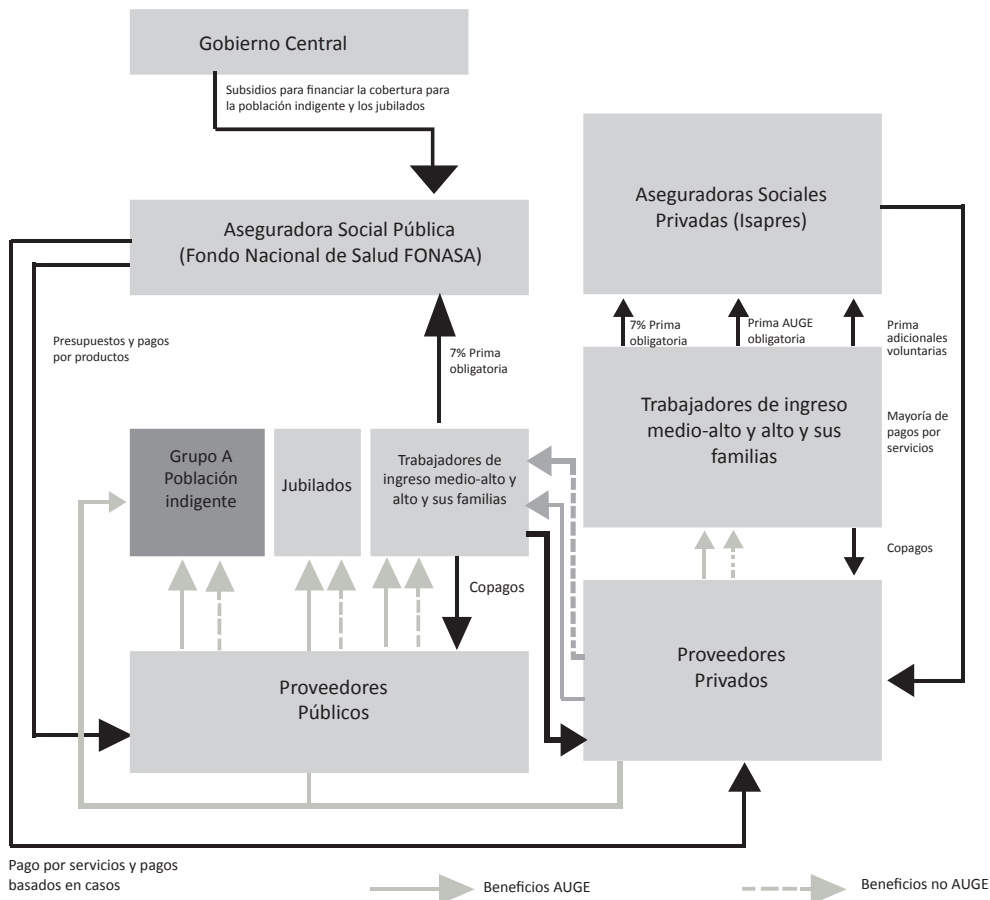 Gobierno Central
Subsidios para financiar la cobertura para
la población indigente y los jubilados
Aseguradora Social Pública
(Fondo Nacional de Salud FONASA)
Aseguradoras Sociales
Privadas (Isapres)
Presupuestos y pagos
por productos
7% Prima
obligatoria
7% Prima
obligatoria
Prima AUGE
obligatoria
Prima
adicionales
voluntarias
Trabajadores de ingreso
medio-alto y alto y sus
familias
Mayoría de
pagos por
servicios
Grupo A
Población
indigente
Jubilados
Trabajadores de
ingreso medio-alto y
alto y sus familias
Copagos
Copagos
Proveedores
Públicos
Proveedores
Privados
Pago por servicios y pagos
basados en casos
Beneficios AUGE
Beneficios no AUGE